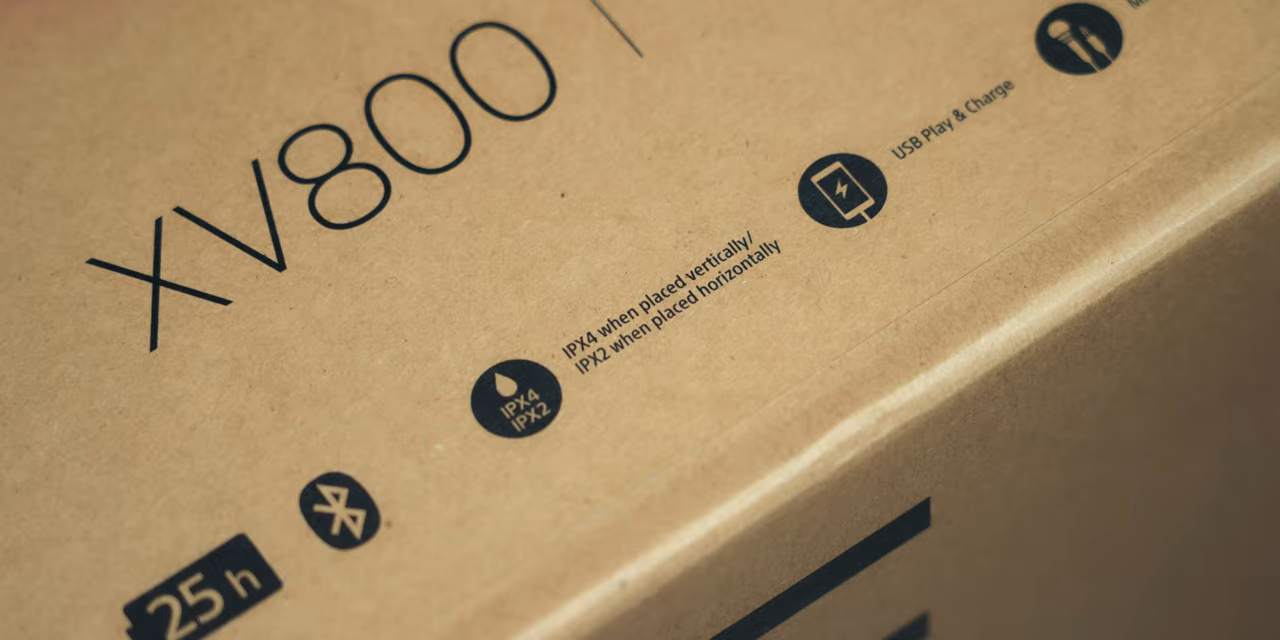 XV800
25 h
IPX4
IPX2
IPX4 when placed vertically/
IPX2 when placed horizontally
USB Play & Charge